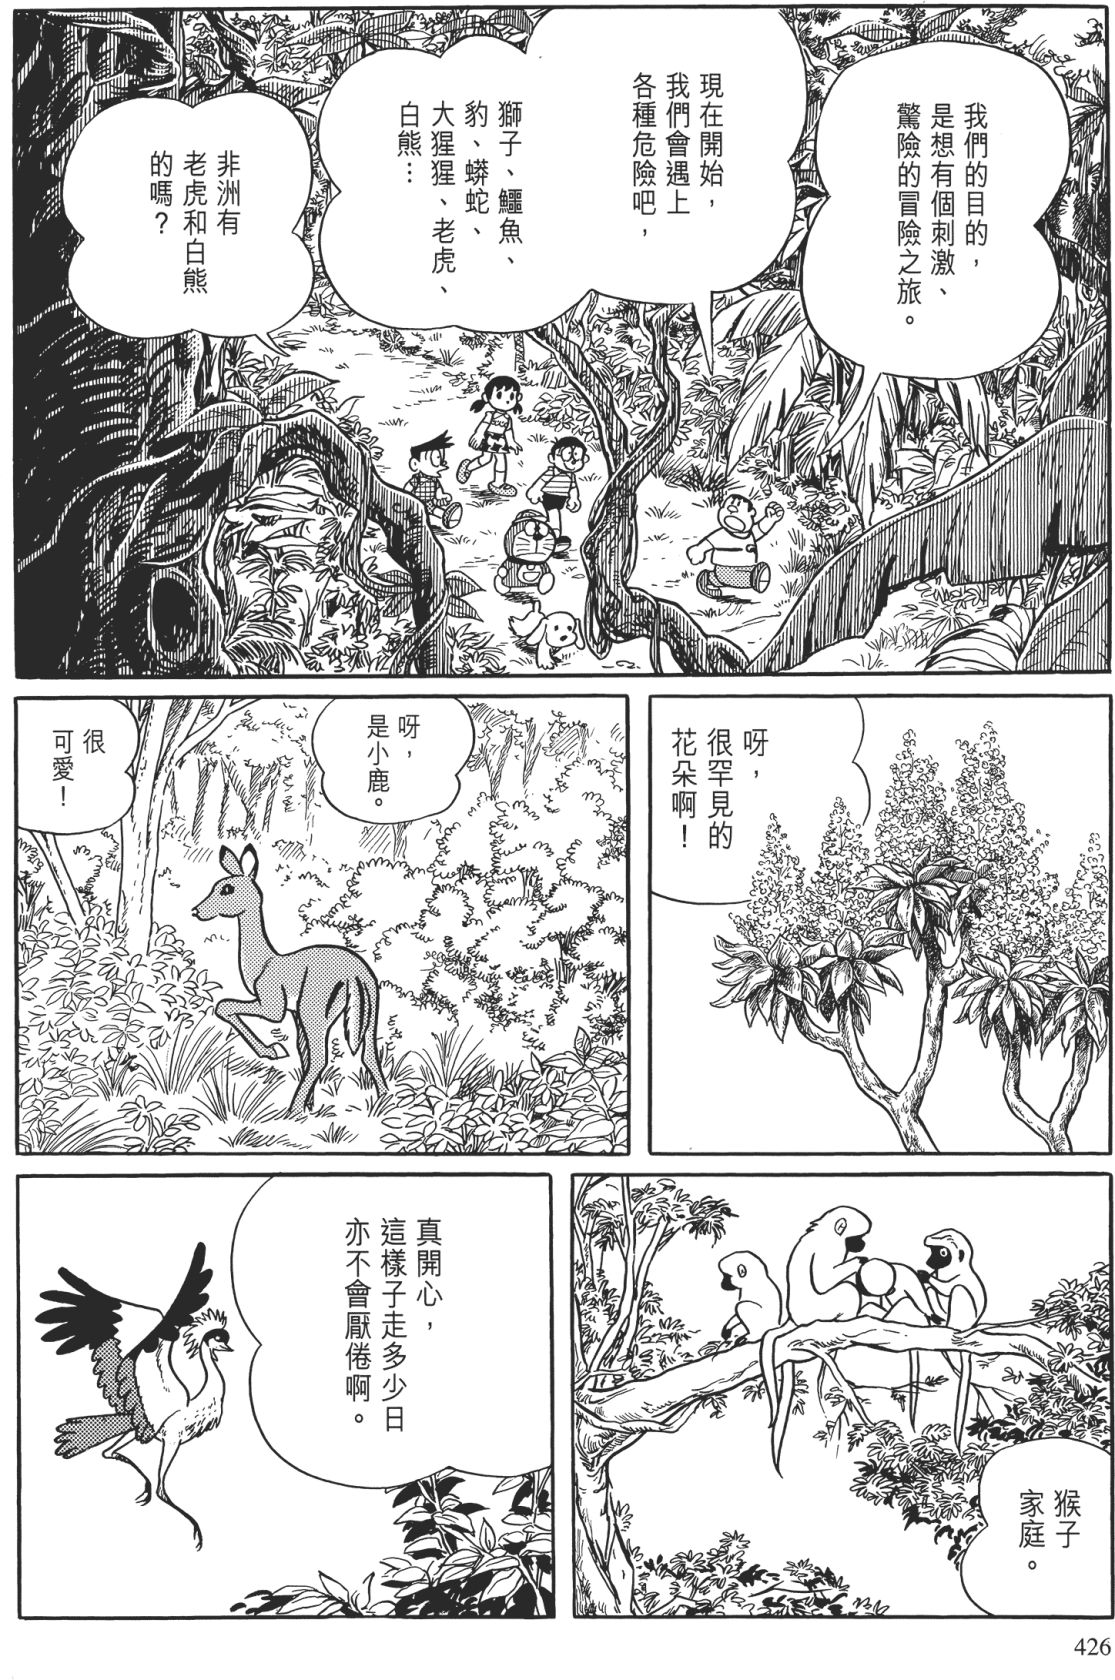 我們的目的，
是想有個刺激、
驚險的冒險之旅。
現在開始，
我們會遇上
各種危險吧，
獅子、鱷魚、
豹、蟒蛇、
大猩猩、老虎、
白熊…
非洲有
老虎和白熊
的嗎？
呀，
很罕見的
花朵啊！
呀，
是小鹿。
很
可愛！
猴子
家庭。
真開心，
這樣子走多少日
亦不會厭倦啊。
426